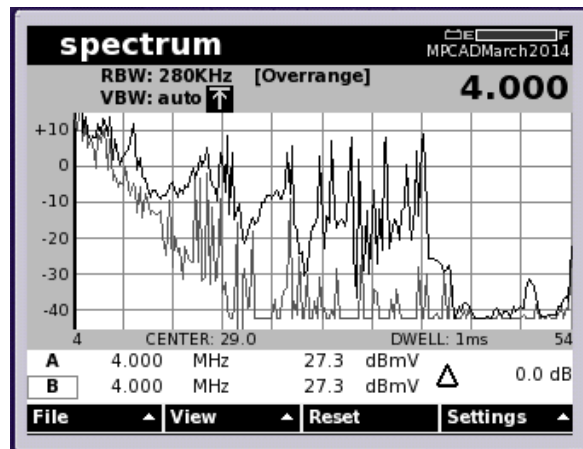 spectrum
E F
MPCADMarch2014
RBW: 280KHz [Overrange]
VBW: auto
4.000
+10
0
-10
-20
-30
-40
4 CENTER: 29.0 DWELL: 1ms 54
A 4.000 MHz 27.3 dBmV
B 4.000 MHz 27.3 dBmV
Δ 0.0 dB
File View Reset Settings